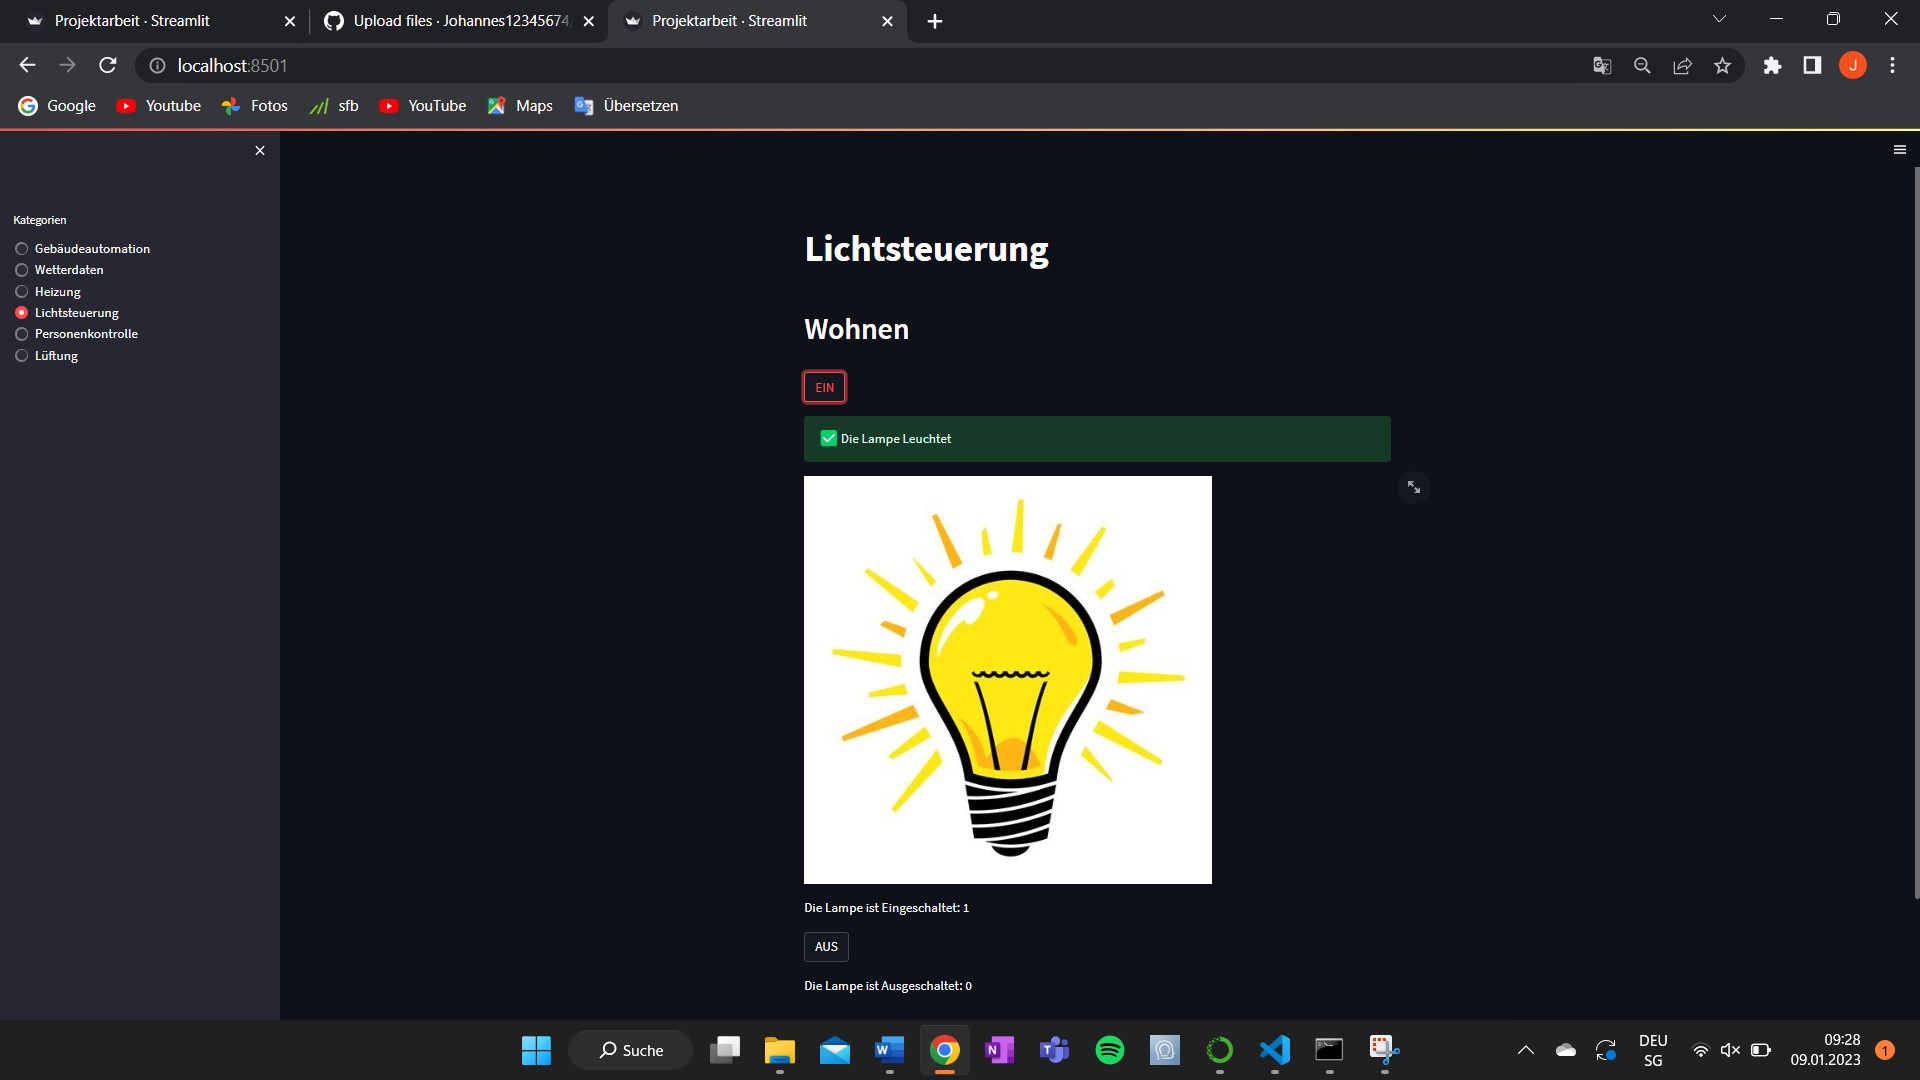 Projektarbeit · Streamlit
Upload files · Johannes12345674
Projektarbeit · Streamlit
localhost:8501
J
Google
Youtube
Fotos
sfb
YouTube
Maps
Übersetzen
Kategorien
Gebäudeautomation
Wetterdaten
Heizung
Lichtsteuerung
Personenkontrolle
Lüftung
Lichtsteuerung
Wohnen
EIN
Die Lampe Leuchtet
Die Lampe ist Eingeschaltet: 1
AUS
Die Lampe ist Ausgeschaltet: 0
Suche
DEU
SG
09:28
09.01.2023
1